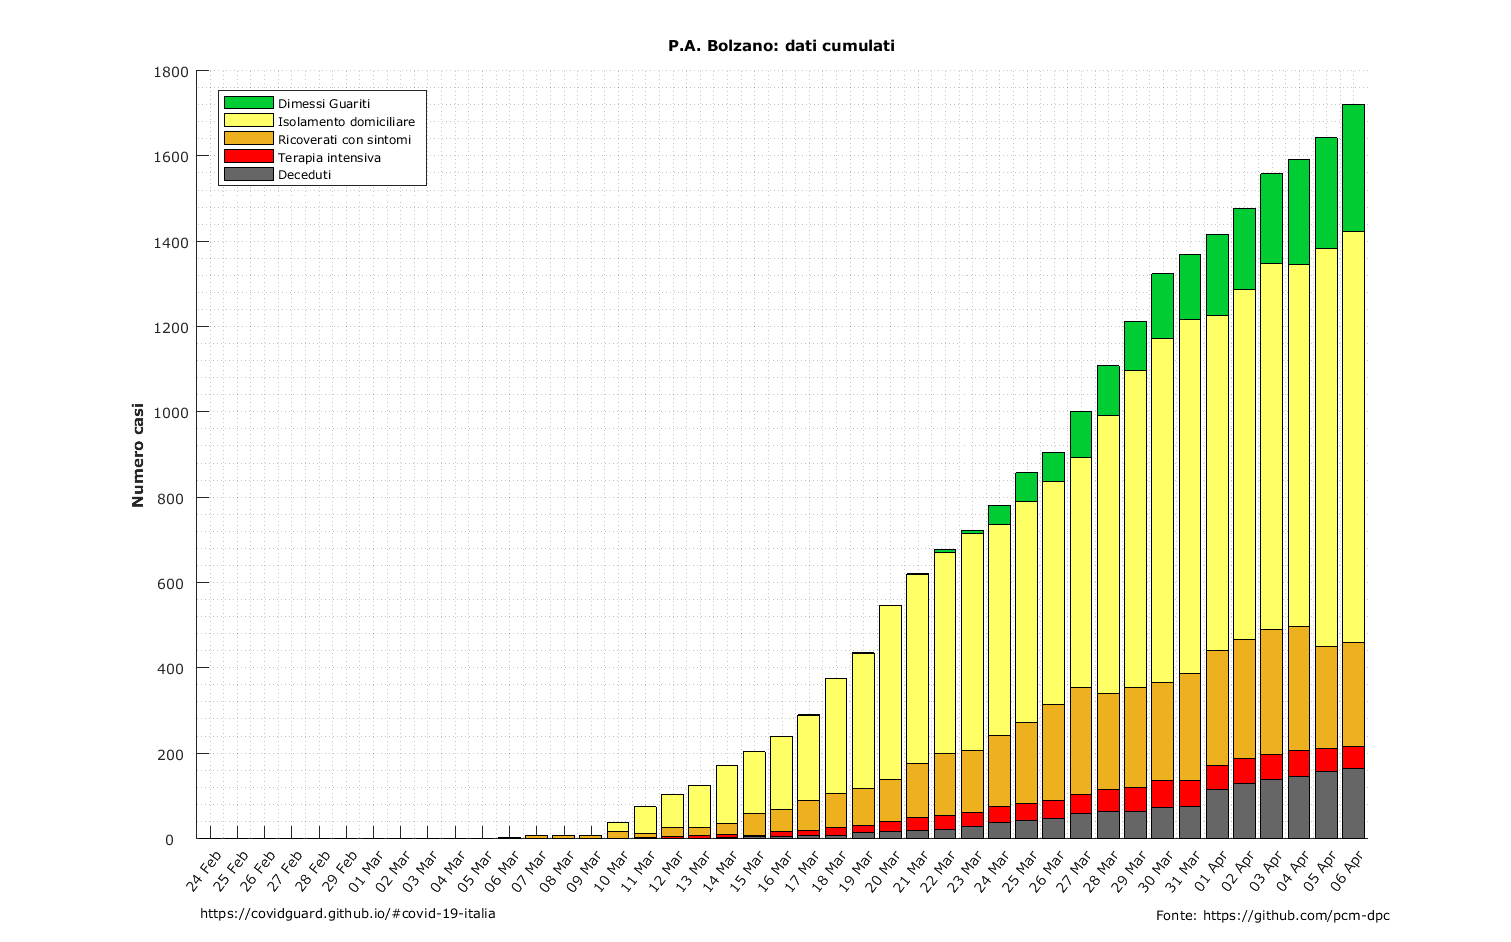 P.A. Bolzano: dati cumulati
1800
1600
1400
1200
1000
800
600
400
200
0
Numero casi
Dimessi Guariti
Isolamento domiciliare
Ricoverati con sintomi
Terapia intensiva
Deceduti
24 Feb
25 Feb
26 Feb
27 Feb
28 Feb
29 Feb
01 Mar
02 Mar
03 Mar
04 Mar
05 Mar
06 Mar
07 Mar
08 Mar
09 Mar
10 Mar
11 Mar
12 Mar
13 Mar
14 Mar
15 Mar
16 Mar
17 Mar
18 Mar
19 Mar
20 Mar
21 Mar
22 Mar
23 Mar
24 Mar
25 Mar
26 Mar
27 Mar
28 Mar
29 Mar
30 Mar
31 Mar
01 Apr
02 Apr
03 Apr
04 Apr
05 Apr
06 Apr
https://covidguard.github.io/#covid-19-italia
Fonte: https://github.com/pcm-dpc